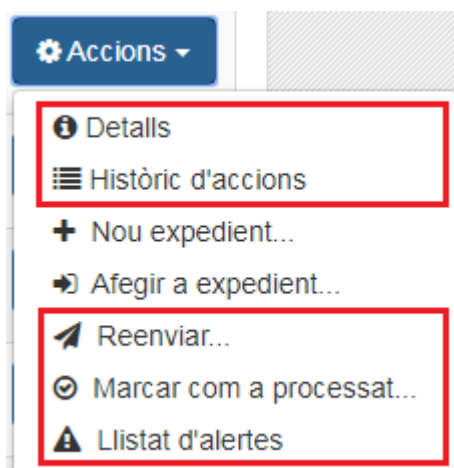 Accions
Detalls
Històric d'accions
Nou expedient...
Afegir a expedient...
Reenviar...
Marcar com a processat...
Llistat d'alertes